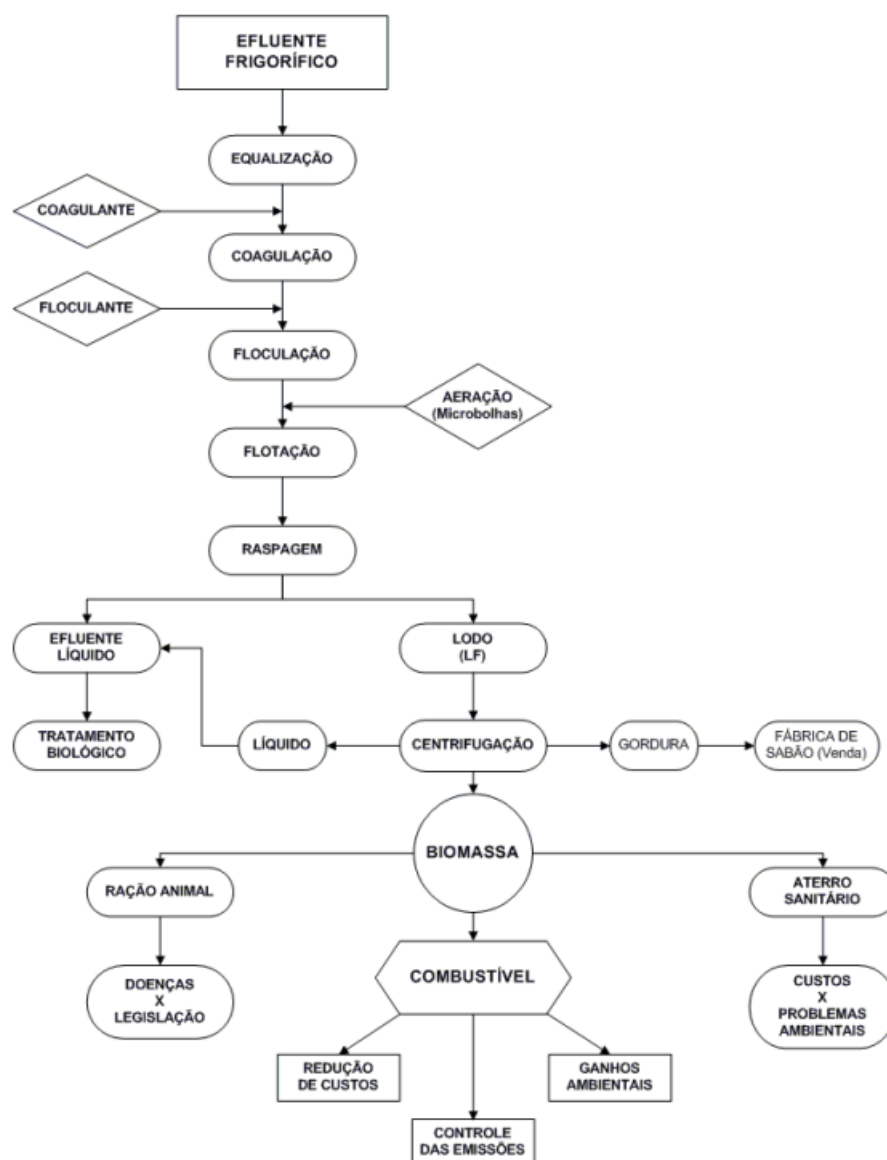 EFLUENTE
FRIGORÍFICO
EQUALIZAÇÃO
COAGULANTE
COAGULAÇÃO
FLOCULANTE
FLOCULAÇÃO
AERAÇÃO
(Microbolhas)
FLOTAÇÃO
RASPAGEM
EFLUENTE
LÍQUIDO
LODO
(LF)
TRATAMENTO
BIOLÓGICO
LÍQUIDO
CENTRIFUGAÇÃO
GORDURA
FÁBRICA DE
SABÃO (Venda)
BIOMASSA
RAÇÃO ANIMAL
ATERRO
SANITÁRIO
DOENÇAS
X
LEGISLAÇÃO
COMBUSTÍVEL
CUSTOS
X
PROBLEMAS
AMBIENTAIS
REDUÇÃO
DE CUSTOS
GANHOS
AMBIENTAIS
CONTROLE
DAS EMISSÕES